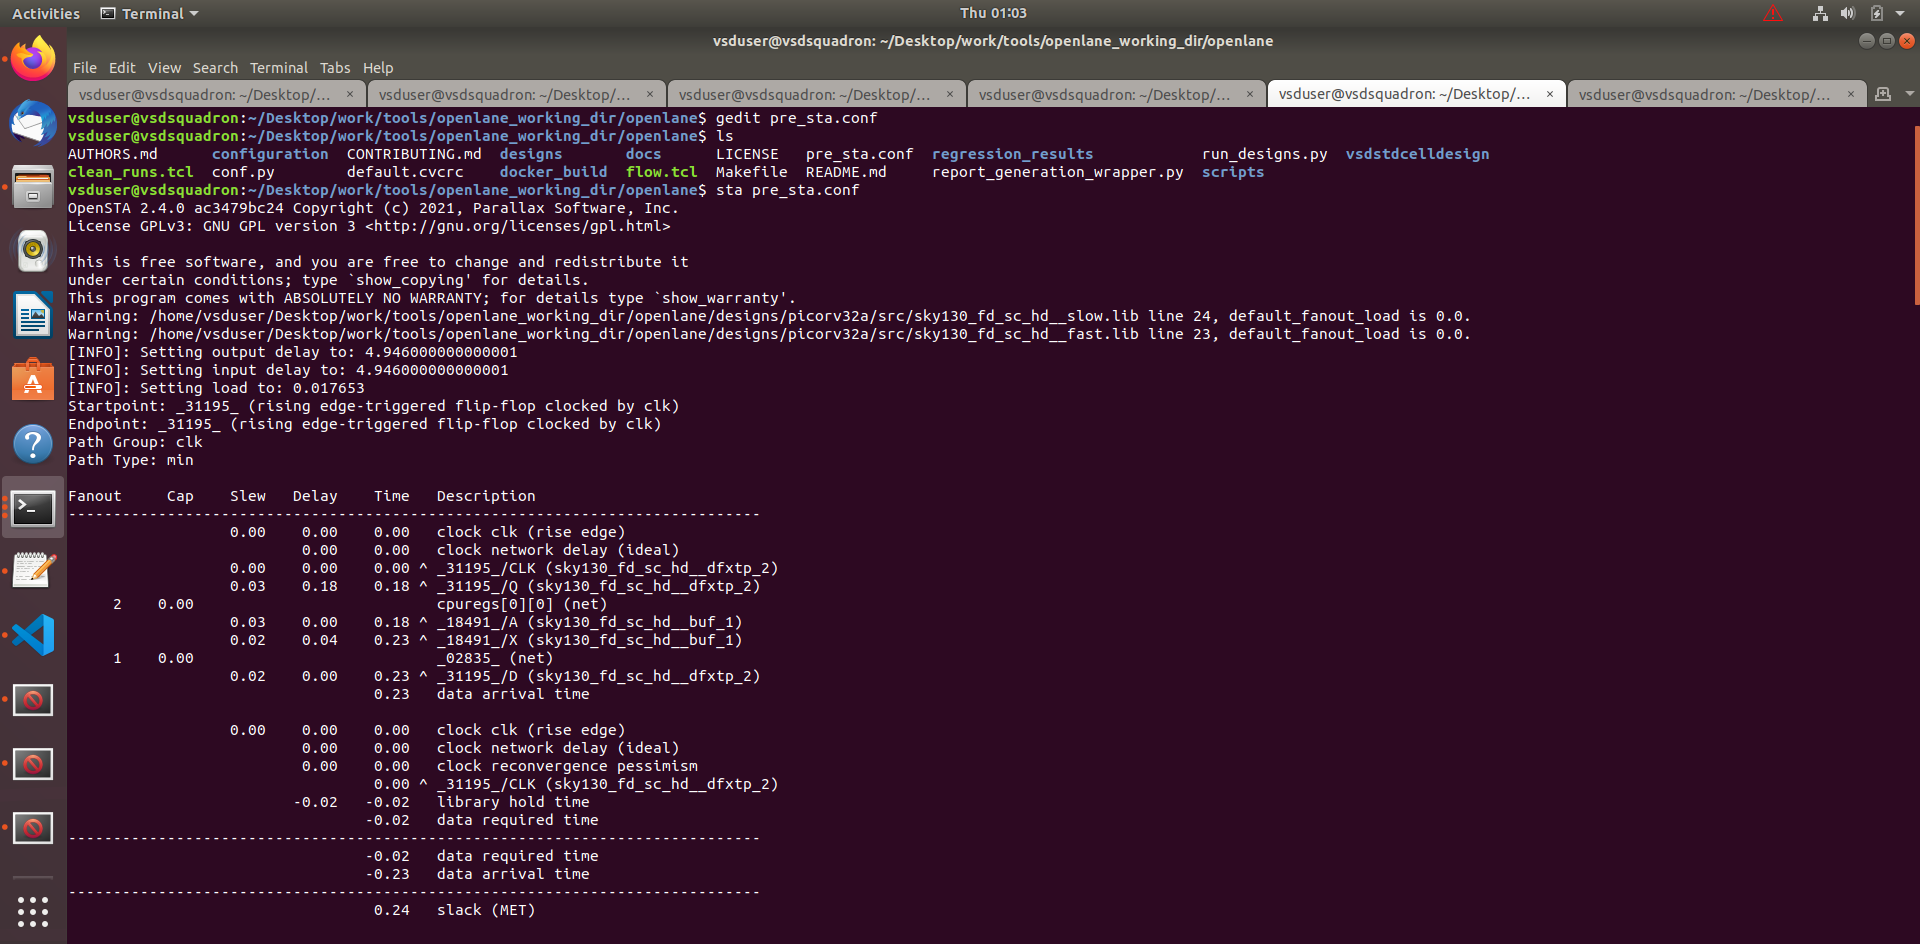 Activities Terminal Thu 01:03
vsduser@vsdsquadron: ~/Desktop/work/tools/openlane_working_dir/openlane
File Edit View Search Terminal Tabs Help
vsduser@vsdsquadron: ~/Desktop/... × vsduser@vsdsquadron: ~/Desktop/... × vsduser@vsdsquadron: ~/Desktop/... × vsduser@vsdsquadron: ~/Desktop/... × vsduser@vsdsquadron: ~/Desktop/... × vsduser@vsdsquadron: ~/Desktop/... ×
vsduser@vsdsquadron:~/Desktop/work/tools/openlane_working_dir/openlane$ gedit pre_sta.conf
vsduser@vsdsquadron:~/Desktop/work/tools/openlane_working_dir/openlane$ ls
AUTHORS.md configuration CONTRIBUTING.md designs docs LICENSE pre_sta.conf regression_results run_designs.py vsdstdcelldesign
clean_runs.tcl conf.py default.cvcrc docker_build flow.tcl Makefile README.md report_generation_wrapper.py scripts
vsduser@vsdsquadron:~/Desktop/work/tools/openlane_working_dir/openlane$ sta pre_sta.conf
OpenSTA 2.4.0 ac3479bc24 Copyright (c) 2021, Parallax Software, Inc.
License GPLv3: GNU GPL version 3 <http://gnu.org/licenses/gpl.html>
This is free software, and you are free to change and redistribute it
under certain conditions; type `show_copying' for details.
This program comes with ABSOLUTELY NO WARRANTY; for details type `show_warranty'.
Warning: /home/vsduser/Desktop/work/tools/openlane_working_dir/openlane/designs/picorv32a/src/sky130_fd_sc_hd__slow.lib line 24, default_fanout_load is 0.0.
Warning: /home/vsduser/Desktop/work/tools/openlane_working_dir/openlane/designs/picorv32a/src/sky130_fd_sc_hd__fast.lib line 23, default_fanout_load is 0.0.
[INFO]: Setting output delay to: 4.946000000000001
[INFO]: Setting input delay to: 4.946000000000001
[INFO]: Setting load to: 0.017653
Startpoint: _31195_ (rising edge-triggered flip-flop clocked by clk)
Endpoint: _31195_ (rising edge-triggered flip-flop clocked by clk)
Path Group: clk
Path Type: min
Fanout Cap Slew Delay Time Description
-----------------------------------------------------------------------------
0.00 0.00 0.00 clock clk (rise edge)
0.00 0.00 clock network delay (ideal)
0.00 0.00 0.00 ^ _31195_/CLK (sky130_fd_sc_hd__dfxtp_2)
0.03 0.18 0.18 ^ _31195_/Q (sky130_fd_sc_hd__dfxtp_2)
2 0.00 cpuregs[0][0] (net)
0.03 0.00 0.18 ^ _18491_/A (sky130_fd_sc_hd__buf_1)
0.02 0.04 0.23 ^ _18491_/X (sky130_fd_sc_hd__buf_1)
1 0.00 _02835_ (net)
0.02 0.00 0.23 ^ _31195_/D (sky130_fd_sc_hd__dfxtp_2)
0.23 data arrival time
0.00 0.00 0.00 clock clk (rise edge)
0.00 0.00 clock network delay (ideal)
0.00 0.00 clock reconvergence pessimism
0.00 ^ _31195_/CLK (sky130_fd_sc_hd__dfxtp_2)
-0.02 -0.02 library hold time
-0.02 data required time
-----------------------------------------------------------------------------
-0.02 data required time
-0.23 data arrival time
-----------------------------------------------------------------------------
0.24 slack (MET)